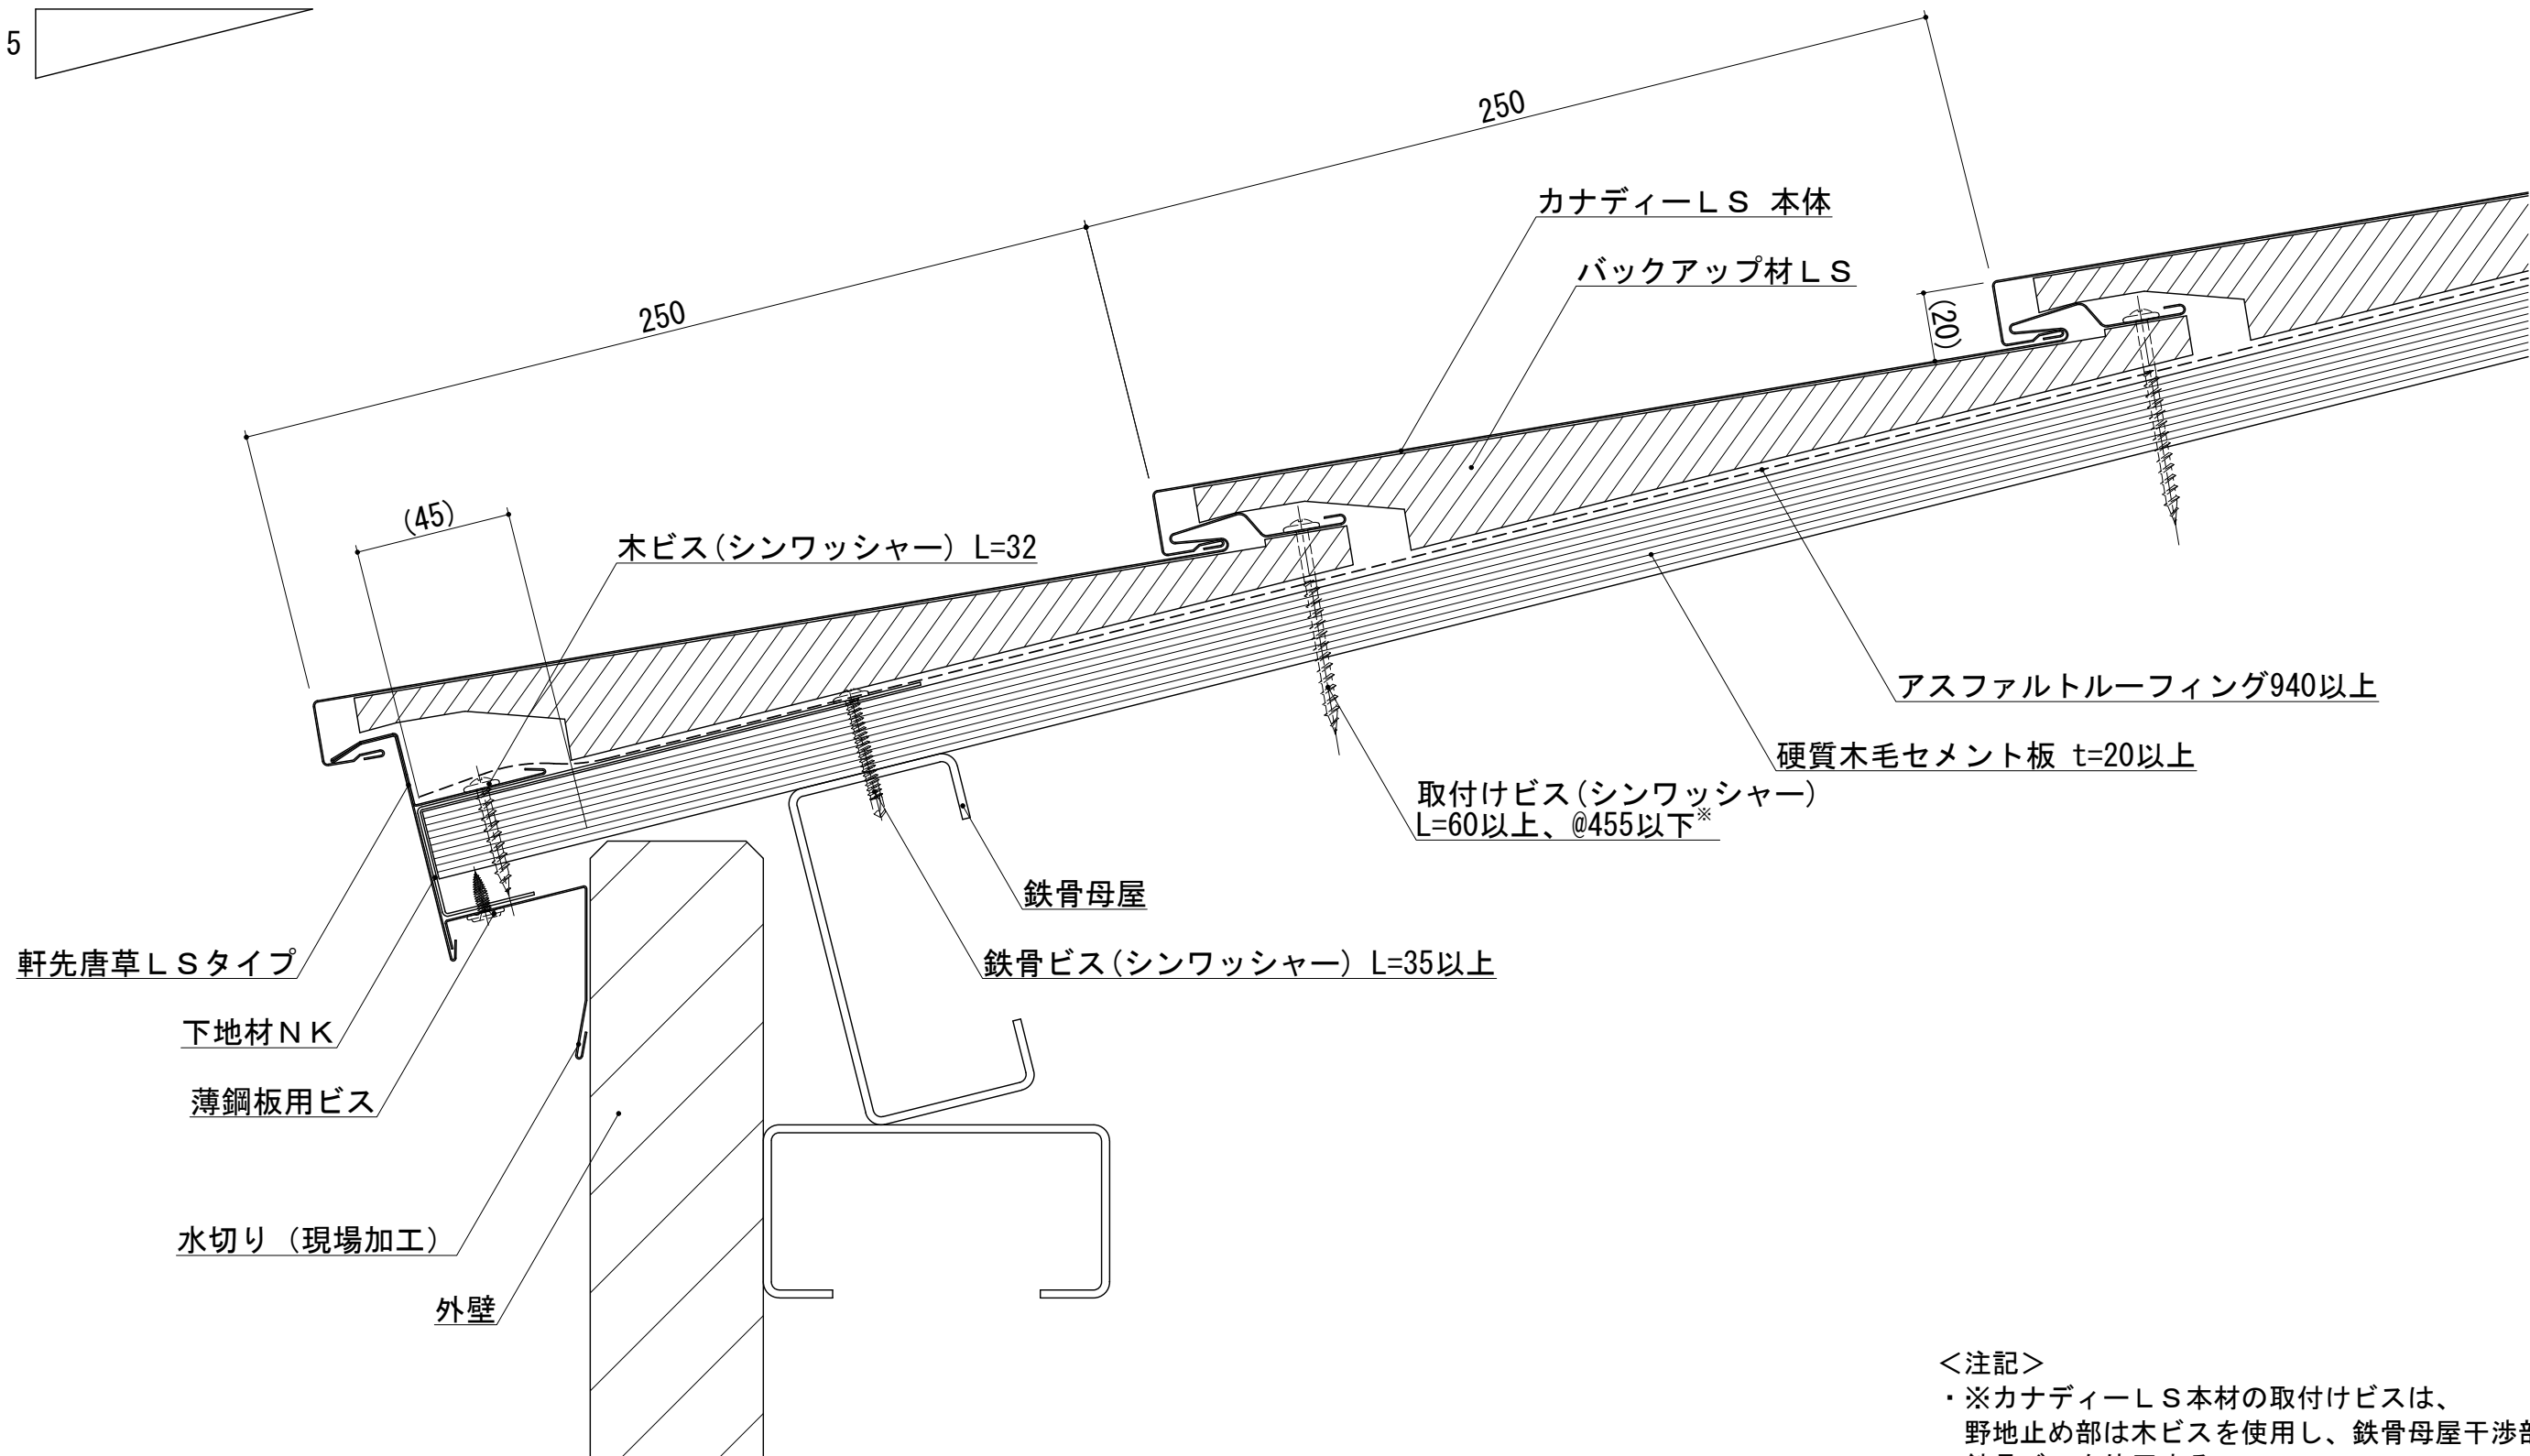 5
250
250
カナディーＬＳ 本体
バックアップ材ＬＳ
(20)
(45)
木ビス(シンワッシャー) L=32
アスファルトルーフィング940以上
硬質木毛セメント板 t=20以上
取付けビス(シンワッシャー)
L=60以上、@455以下※
鉄骨母屋
鉄骨ビス(シンワッシャー) L=35以上
軒先唐草ＬＳタイプ
下地材ＮＫ
薄鋼板用ビス
水切り（現場加工）
外壁
＜注記＞
・※カナディーＬＳ本材の取付けビスは、
野地止め部は木ビスを使用し、鉄骨母屋干渉部